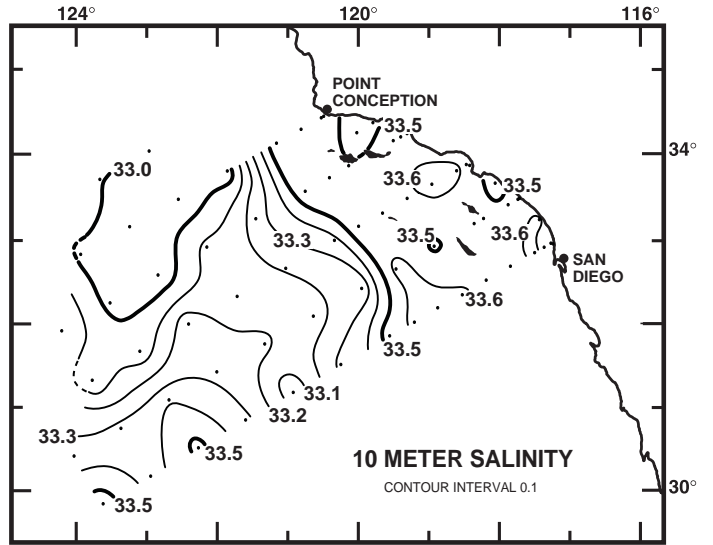 124° 120° 116°
POINT
CONCEPTION
33.5
34°
33.0
33.6
33.5
33.3
33.5
33.6
SAN
DIEGO
33.6
33.5
33.1
33.2
33.3
33.5
10 METER SALINITY
CONTOUR INTERVAL 0.1
30°
33.5